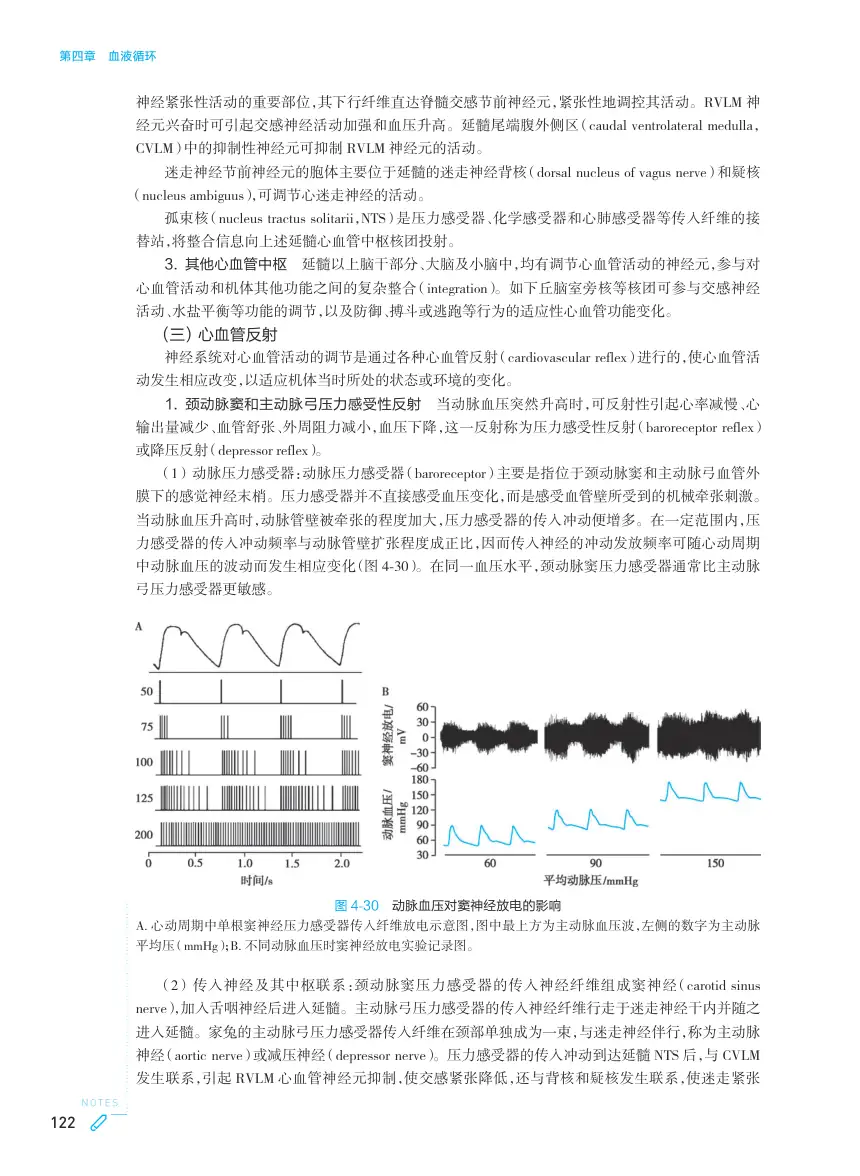 第四章 血液循环
神经紧张性活动的重要部位,其下行纤维直达脊髓交感节前神经元,紧张性地调控其活动。RVLM 神
经元兴奋时可引起交感神经活动加强和血压升高。延髓尾端腹外侧区(caudal ventrolateral medulla,
CVLM)中的抑制性神经元可抑制 RVLM 神经元的活动。
迷走神经节前神经元的胞体主要位于延髓的迷走神经背核(dorsal nucleus of vagus nerve)和疑核
(nucleus ambiguus),可调节心迷走神经的活动。
孤束核(nucleus tractus solitarii,NTS)是压力感受器、化学感受器和心肺感受器等传入纤维的接
替站,将整合信息向上述延髓心血管中枢核团投射。
3. 其他心血管中枢 延髓以上脑干部分、大脑及小脑中,均有调节心血管活动的神经元,参与对
心血管活动和机体其他功能之间的复杂整合(integration)。如下丘脑室旁核等核团可参与交感神经
活动、水盐平衡等功能的调节,以及防御、搏斗或逃跑等行为的适应性心血管功能变化。
(三)心血管反射
神经系统对心血管活动的调节是通过各种心血管反射(cardiovascular reflex)进行的,使心血管活
动发生相应改变,以适应机体当时所处的状态或环境的变化。
1. 颈动脉窦和主动脉弓压力感受性反射 当动脉血压突然升高时,可反射性引起心率减慢、心
输出量减少、血管舒张、外周阻力减小,血压下降,这一反射称为压力感受性反射(baroreceptor reflex)
或降压反射(depressor reflex)。
(1)动脉压力感受器:动脉压力感受器(baroreceptor)主要是指位于颈动脉窦和主动脉弓血管外
膜下的感觉神经末梢。压力感受器并不直接感受血压变化,而是感受血管壁所受到的机械牵张刺激。
当动脉血压升高时,动脉管壁被牵张的程度加大,压力感受器的传入冲动便增多。在一定范围内,压
力感受器的传入冲动频率与动脉管壁扩张程度成正比,因而传入神经的冲动发放频率可随心动周期
中动脉血压的波动而发生相应变化(图 4-30)。在同一血压水平,颈动脉窦压力感受器通常比主动脉
弓压力感受器更敏感。
A
50
75
100
125
200
0 0.5 1.0 1.5 2.0
时间/s
B
窦神经放电/
mV
60
30
0
-30
-60
动脉血压/
mmHg
180
150
120
90
60
30
60 90 150
平均动脉压/mmHg
图 4-30 动脉血压对窦神经放电的影响
A. 心动周期中单根窦神经压力感受器传入纤维放电示意图,图中最上方为主动脉血压波,左侧的数字为主动脉
平均压(mmHg);B. 不同动脉血压时窦神经放电实验记录图。
(2)传入神经及其中枢联系:颈动脉窦压力感受器的传入神经纤维组成窦神经(carotid sinus
nerve),加入舌咽神经后进入延髓。主动脉弓压力感受器的传入神经纤维行走于迷走神经干内并随之
进入延髓。家兔的主动脉弓压力感受器传入纤维在颈部单独成为一束,与迷走神经伴行,称为主动脉
神经(aortic nerve)或减压神经(depressor nerve)。压力感受器的传入冲动到达延髓 NTS 后,与 CVLM
发生联系,引起 RVLM 心血管神经元抑制,使交感紧张降低,还与背核和疑核发生联系,使迷走紧张
NOTES
122